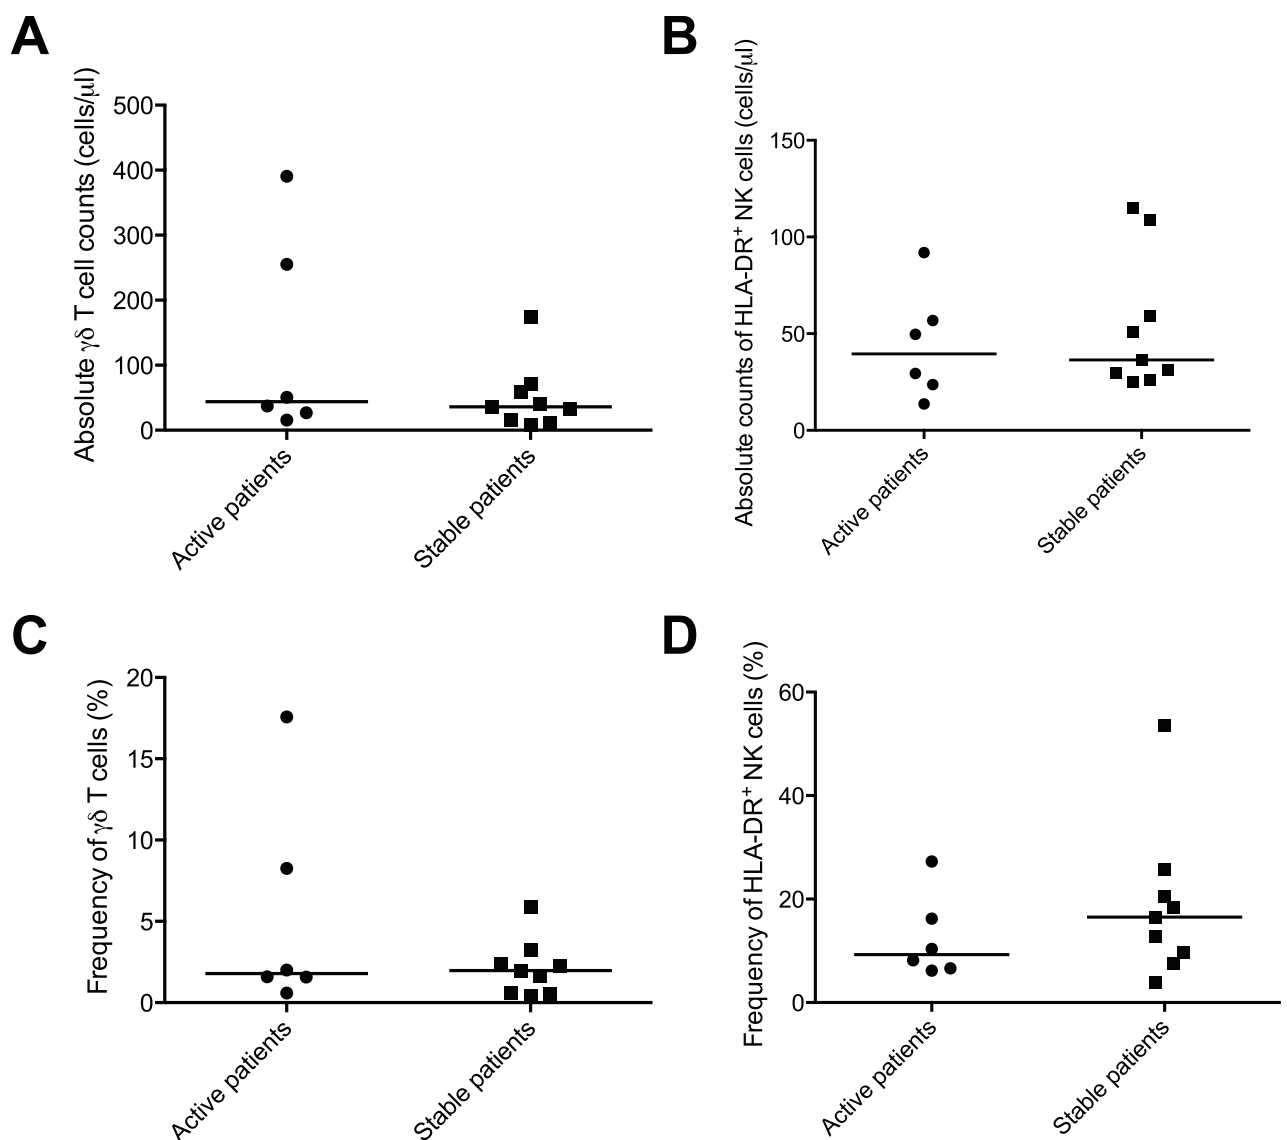 A
Absolute γδ T cell counts (cells/μl)
500
400
300
200
100
0
Active patients
Stable patients
B
Absolute counts of HLA-DR⁺ NK cells (cells/μl)
150
100
50
0
Active patients
Stable patients
C
Frequency of γδ T cells (%)
20
15
10
5
0
Active patients
Stable patients
D
Frequency of HLA-DR⁺ NK cells (%)
60
40
20
0
Active patients
Stable patients